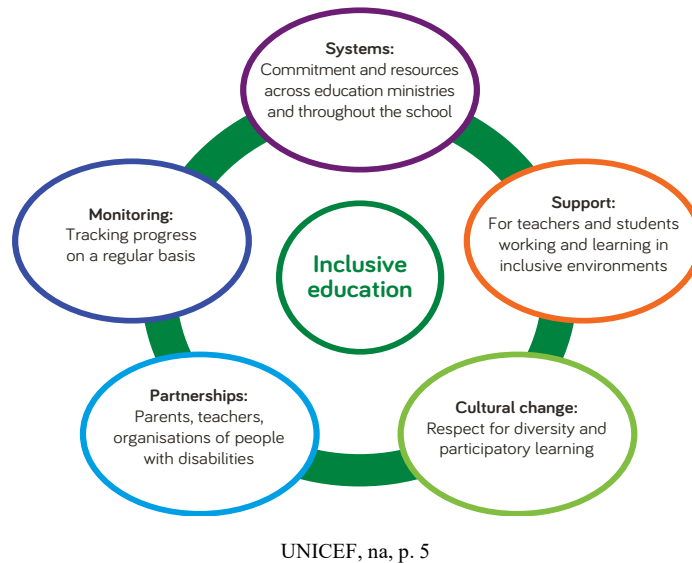 Systems:
Commitment and resources
across education ministries
and throughout the school
Monitoring:
Tracking progress
on a regular basis
Support:
For teachers and students
working and learning in
inclusive environments
Inclusive
education
Partnerships:
Parents, teachers,
organisations of people
with disabilities
Cultural change:
Respect for diversity and
participatory learning
UNICEF, na, p. 5